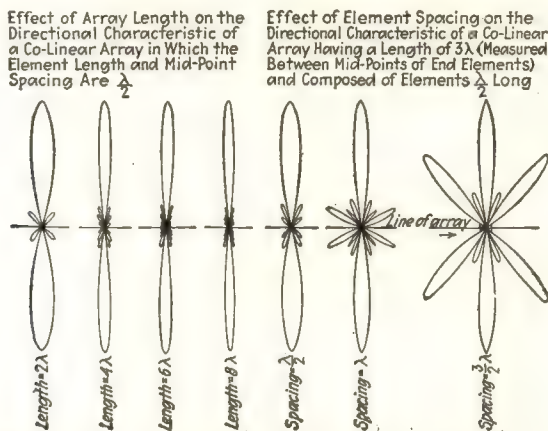 Effect of Array Length on the
Directional Characteristic of
a Co-Linear Array in Which the
Element Length and Mid-Point
Spacing Are λ/2
Effect of Element Spacing on the
Directional Characteristic of a Co-Linear
Array Having a Length of 3λ (Measured
Between Mid-Points of End Elements)
and Composed of Elements λ/2 Long
Line of array
Length=2λ
Length=4λ
Length=6λ
Length=8λ
Spacing=λ/2
Spacing=λ
Spacing=3/2λ